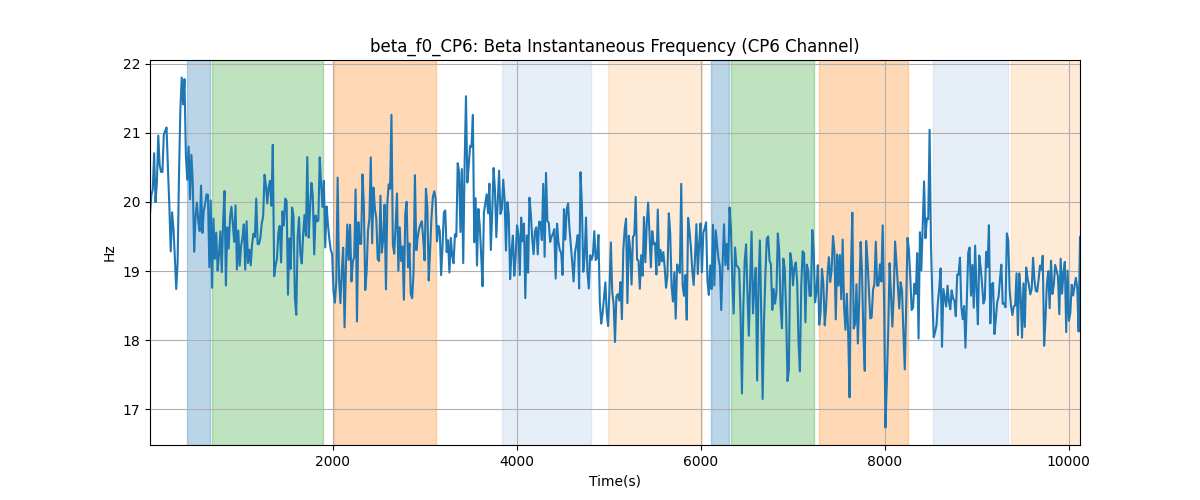 beta_f0_CP6: Beta Instantaneous Frequency (CP6 Channel)
22
21
20
19
18
17
Hz
2000 4000 6000 8000 10000
Time(s)